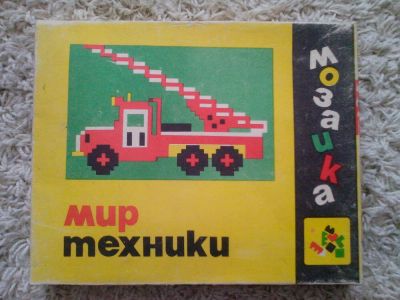 мир
техники
мозаика